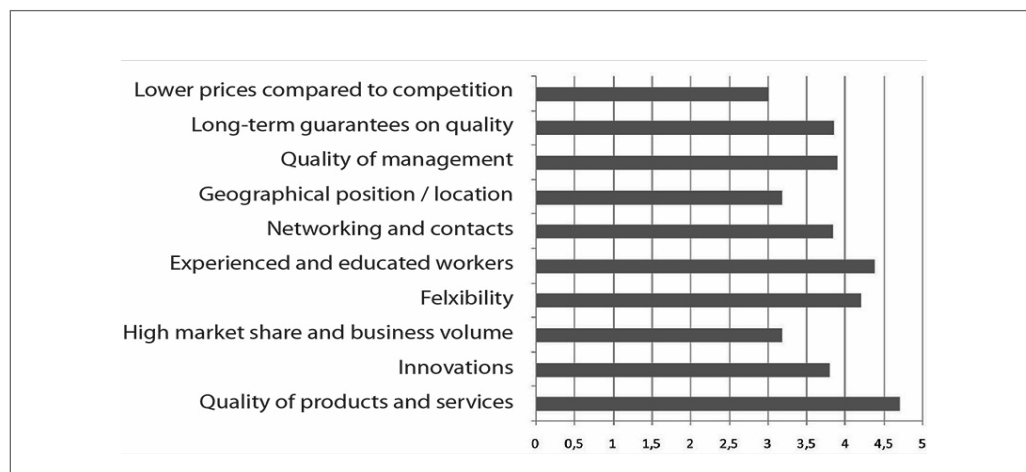 Lower prices compared to competition
Long-term guarantees on quality
Quality of management
Geographical position / location
Networking and contacts
Experienced and educated workers
Felxibility
High market share and business volume
Innovations
Quality of products and services
0 0,5 1 1,5 2 2,5 3 3,5 4 4,5 5